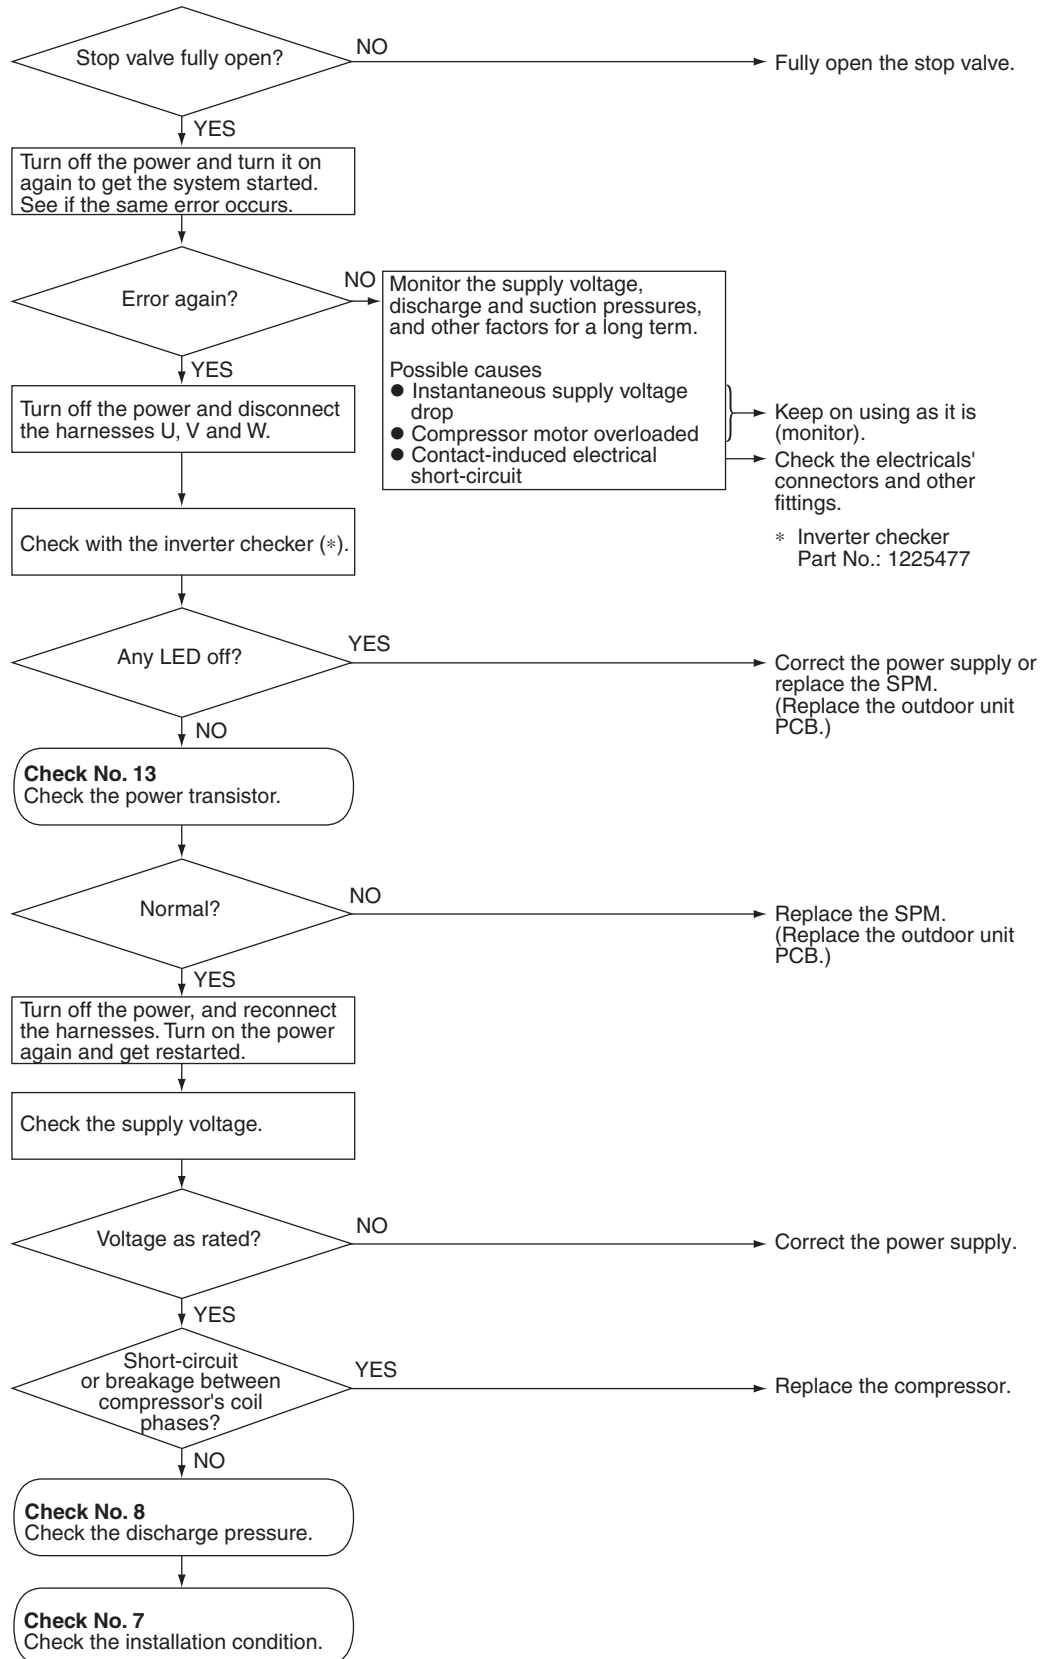 Stop valve fully open?
NO
Fully open the stop valve.
YES
Turn off the power and turn it on
again to get the system started.
See if the same error occurs.
Error again?
NO
Monitor the supply voltage,
discharge and suction pressures,
and other factors for a long term.
Possible causes
● Instantaneous supply voltage
drop
● Compressor motor overloaded
● Contact-induced electrical
short-circuit
Keep on using as it is
(monitor).
Check the electricals'
connectors and other
fittings.
* Inverter checker
Part No.: 1225477
YES
Turn off the power and disconnect
the harnesses U, V and W.
Check with the inverter checker (*).
Any LED off?
YES
Correct the power supply or
replace the SPM.
(Replace the outdoor unit
PCB.)
NO
Check No. 13
Check the power transistor.
Normal?
NO
Replace the SPM.
(Replace the outdoor unit
PCB.)
YES
Turn off the power, and reconnect
the harnesses. Turn on the power
again and get restarted.
Check the supply voltage.
Voltage as rated?
NO
Correct the power supply.
YES
Short-circuit
or breakage between
compressor's coil
phases?
YES
Replace the compressor.
NO
Check No. 8
Check the discharge pressure.
Check No. 7
Check the installation condition.